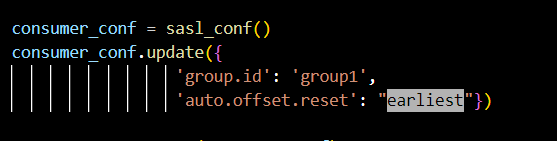 consumer_conf = sasl_conf()
consumer_conf.update({
'group.id': 'group1',
'auto.offset.reset': "earliest"})